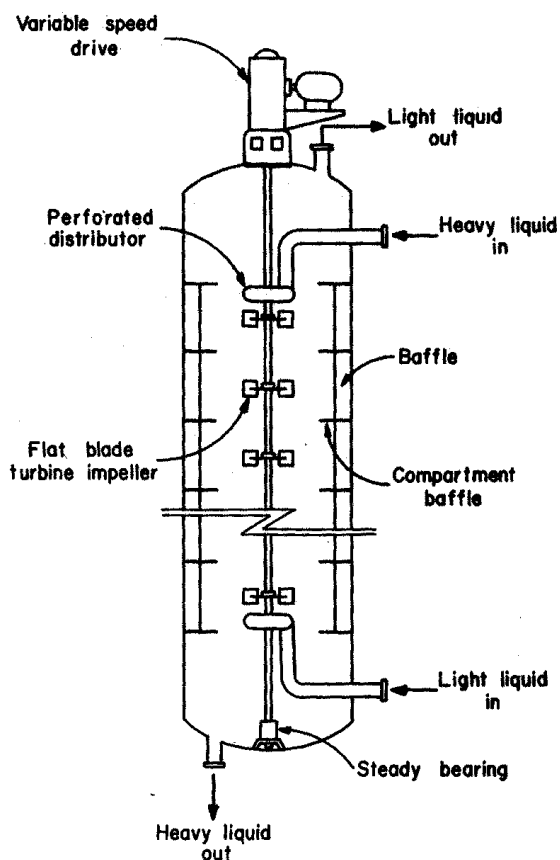 Variable speed
drive
Light liquid
out
Perforated
distributor
Heavy liquid
in
Baffle
Flat blade
turbine impeller
Compartment
baffle
Light liquid
in
Steady bearing
Heavy liquid
out